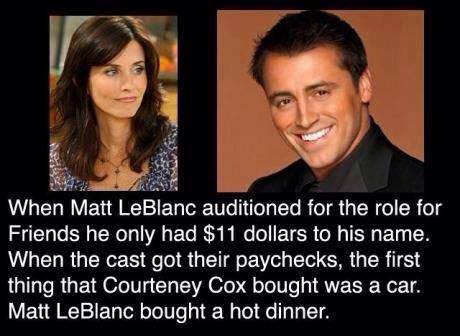 When Matt LeBlanc auditioned for the role for
Friends he only had $11 dollars to his name.
When the cast got their paychecks, the first
thing that Courteney Cox bought was a car.
Matt LeBlanc bought a hot dinner.